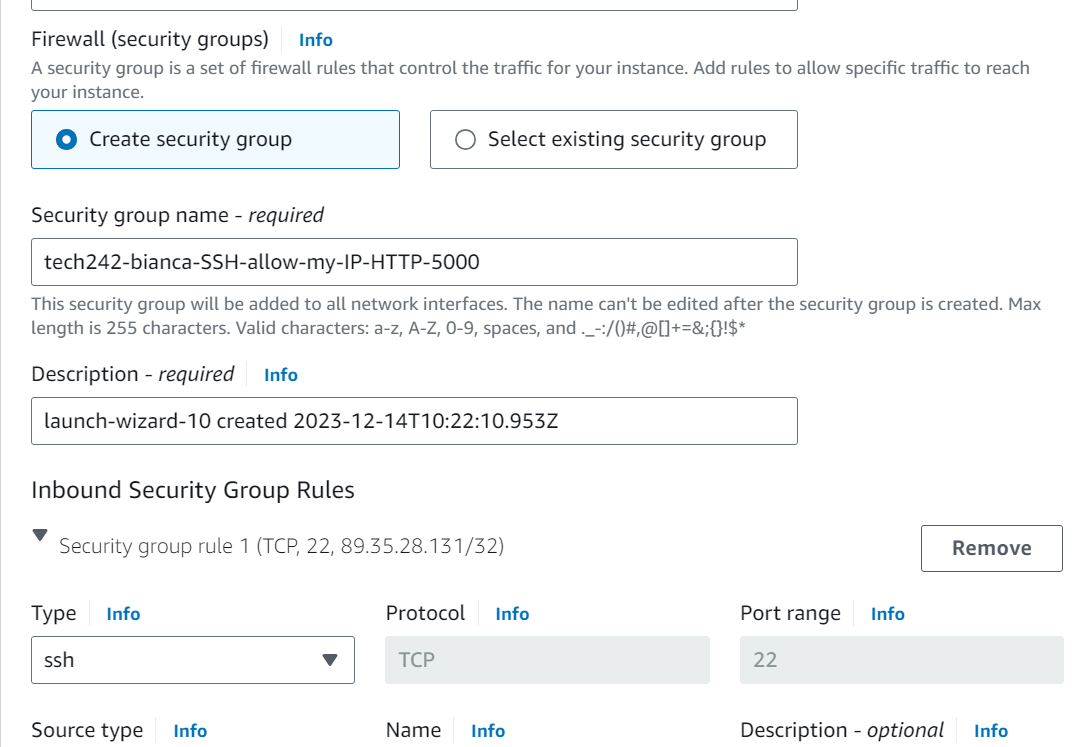 Firewall (security groups) Info
A security group is a set of firewall rules that control the traffic for your instance. Add rules to allow specific traffic to reach
your instance.
Create security group Select existing security group
Security group name - required
tech242-bianca-SSH-allow-my-IP-HTTP-5000
This security group will be added to all network interfaces. The name can't be edited after the security group is created. Max
length is 255 characters. Valid characters: a-z, A-Z, 0-9, spaces, and ._-:/()#,@[]+=&;{}!$*
Description - required Info
launch-wizard-10 created 2023-12-14T10:22:10.953Z
Inbound Security Group Rules
Security group rule 1 (TCP, 22, 89.35.28.131/32) Remove
Type Info Protocol Info Port range Info
ssh TCP 22
Source type Info Name Info Description - optional Info